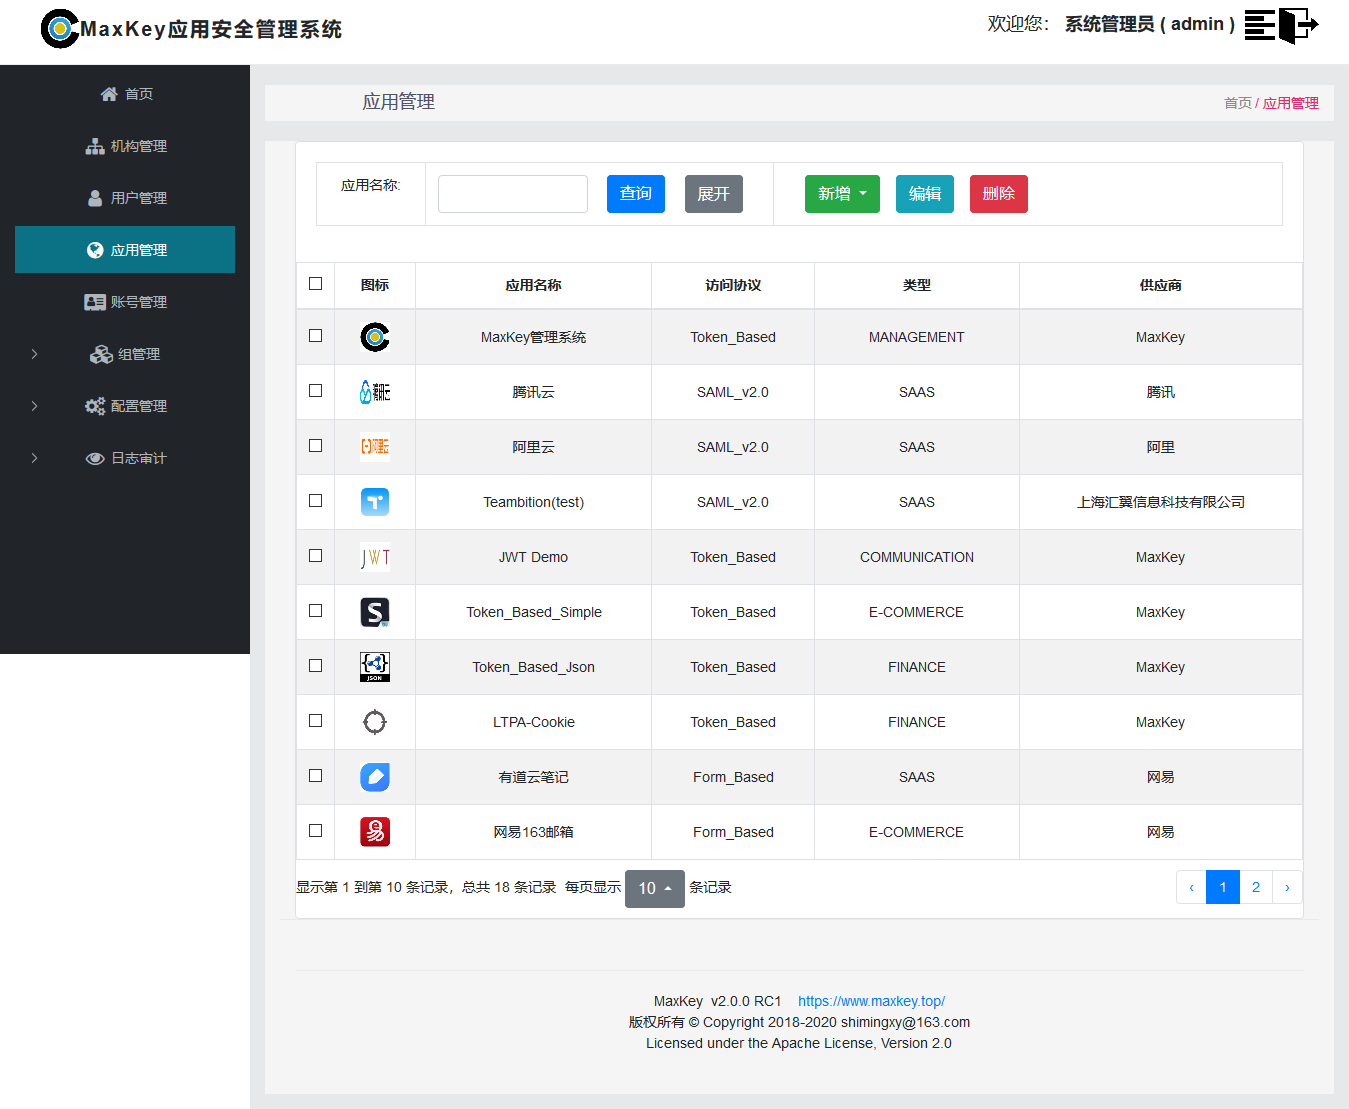 MaxKey应用安全管理系统
欢迎您： 系统管理员 ( admin )
首页
机构管理
用户管理
应用管理
账号管理
组管理
配置管理
日志审计
应用管理
首页 / 应用管理
应用名称: 查询 展开 新增 编辑 删除
图标 应用名称 访问协议 类型 供应商
MaxKey管理系统 Token_Based MANAGEMENT MaxKey
腾讯云 腾讯云 SAML_v2.0 SAAS 腾讯
阿里云 阿里云 SAML_v2.0 SAAS 阿里
Teambition(test) SAML_v2.0 SAAS 上海汇翼信息科技有限公司
JWT JWT Demo Token_Based COMMUNICATION MaxKey
S Token_Based_Simple Token_Based E-COMMERCE MaxKey
JSON Token_Based_Json Token_Based FINANCE MaxKey
LTPA-Cookie Token_Based FINANCE MaxKey
有道云笔记 Form_Based SAAS 网易
易 网易163邮箱 Form_Based E-COMMERCE 网易
显示第 1 到第 10 条记录，总共 18 条记录 每页显示 10 条记录
‹ 1 2 ›
MaxKey v2.0.0 RC1 https://www.maxkey.top/
版权所有 © Copyright 2018-2020 shimingxy@163.com
Licensed under the Apache License, Version 2.0